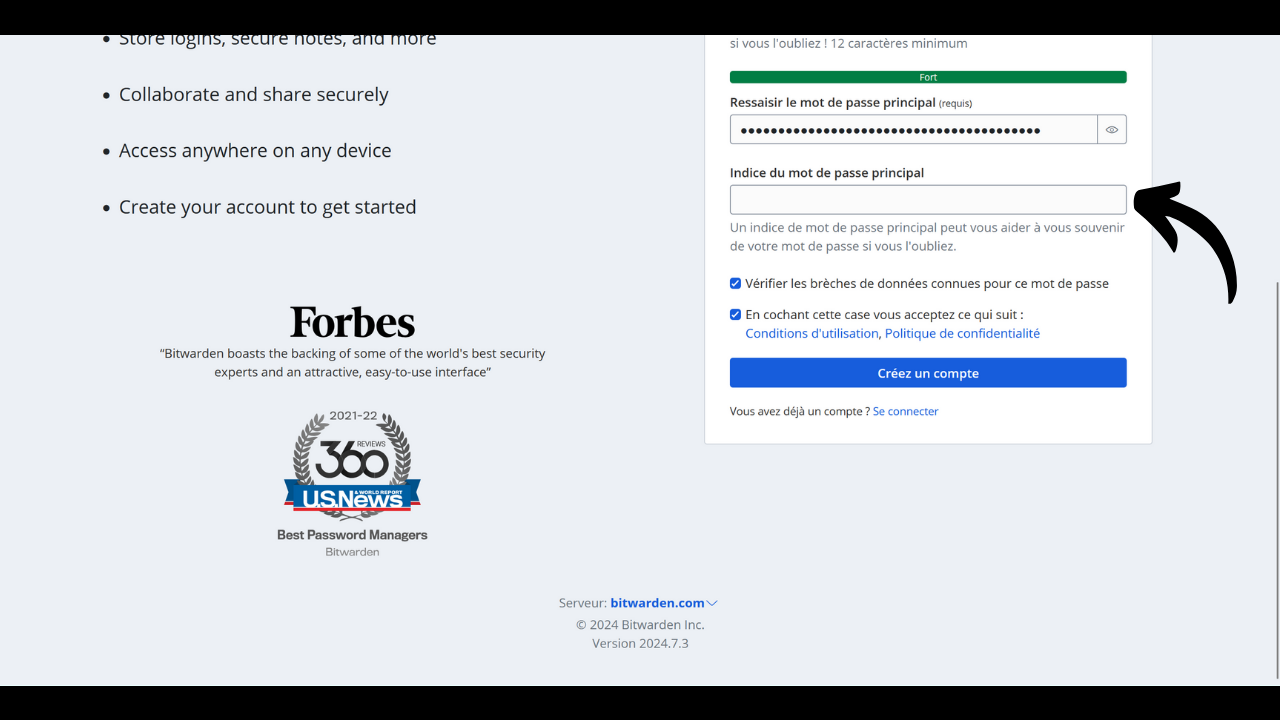 Store logins, secure notes, and more
Collaborate and share securely
Access anywhere on any device
Create your account to get started
Forbes
“Bitwarden boasts the backing of some of the world's best security
experts and an attractive, easy-to-use interface”
2021-22
360
REVIEWS
U.S.News
& WORLD REPORT
Best Password Managers
Bitwarden
si vous l'oubliez ! 12 caractères minimum
Fort
Ressaisir le mot de passe principal (requis)
Indice du mot de passe principal
Un indice de mot de passe principal peut vous aider à vous souvenir
de votre mot de passe si vous l'oubliez.
Vérifier les brèches de données connues pour ce mot de passe
En cochant cette case vous acceptez ce qui suit :
Conditions d'utilisation, Politique de confidentialité
Créez un compte
Vous avez déjà un compte ? Se connecter
Serveur: bitwarden.com
© 2024 Bitwarden Inc.
Version 2024.7.3